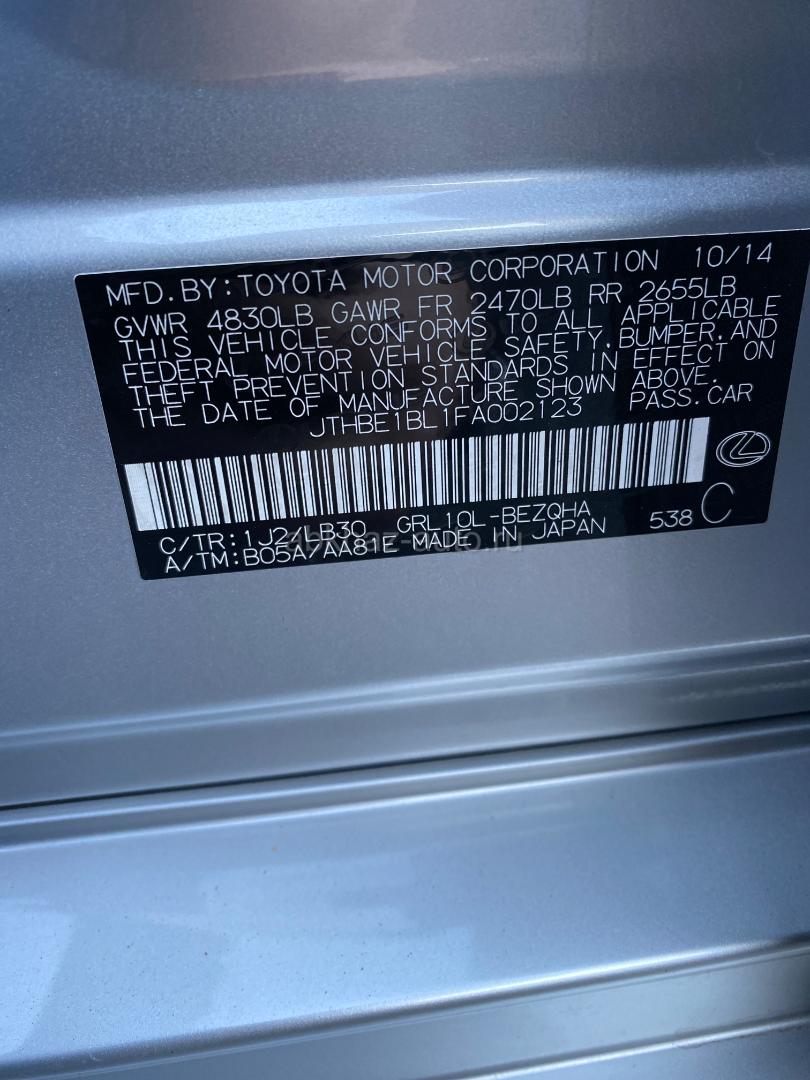 MFD.BY:TOYOTA MOTOR CORPORATION 10/14
GVWR 4830LB GAWR FR 2470LB RR 2655LB
THIS VEHICLE CONFORMS TO ALL APPLICABLE
FEDERAL MOTOR VEHICLE SAFETY,BUMPER,AND
THEFT PREVENTION STANDARDS IN EFFECT ON
THE DATE OF MANUFACTURE SHOWN ABOVE.
JTHBE1BL1FA002123 PASS.CAR
C/TR:1J2/LB30 GRL10L-BEZQHA 538 C
A/TM:B05A/AA81E MADE IN JAPAN